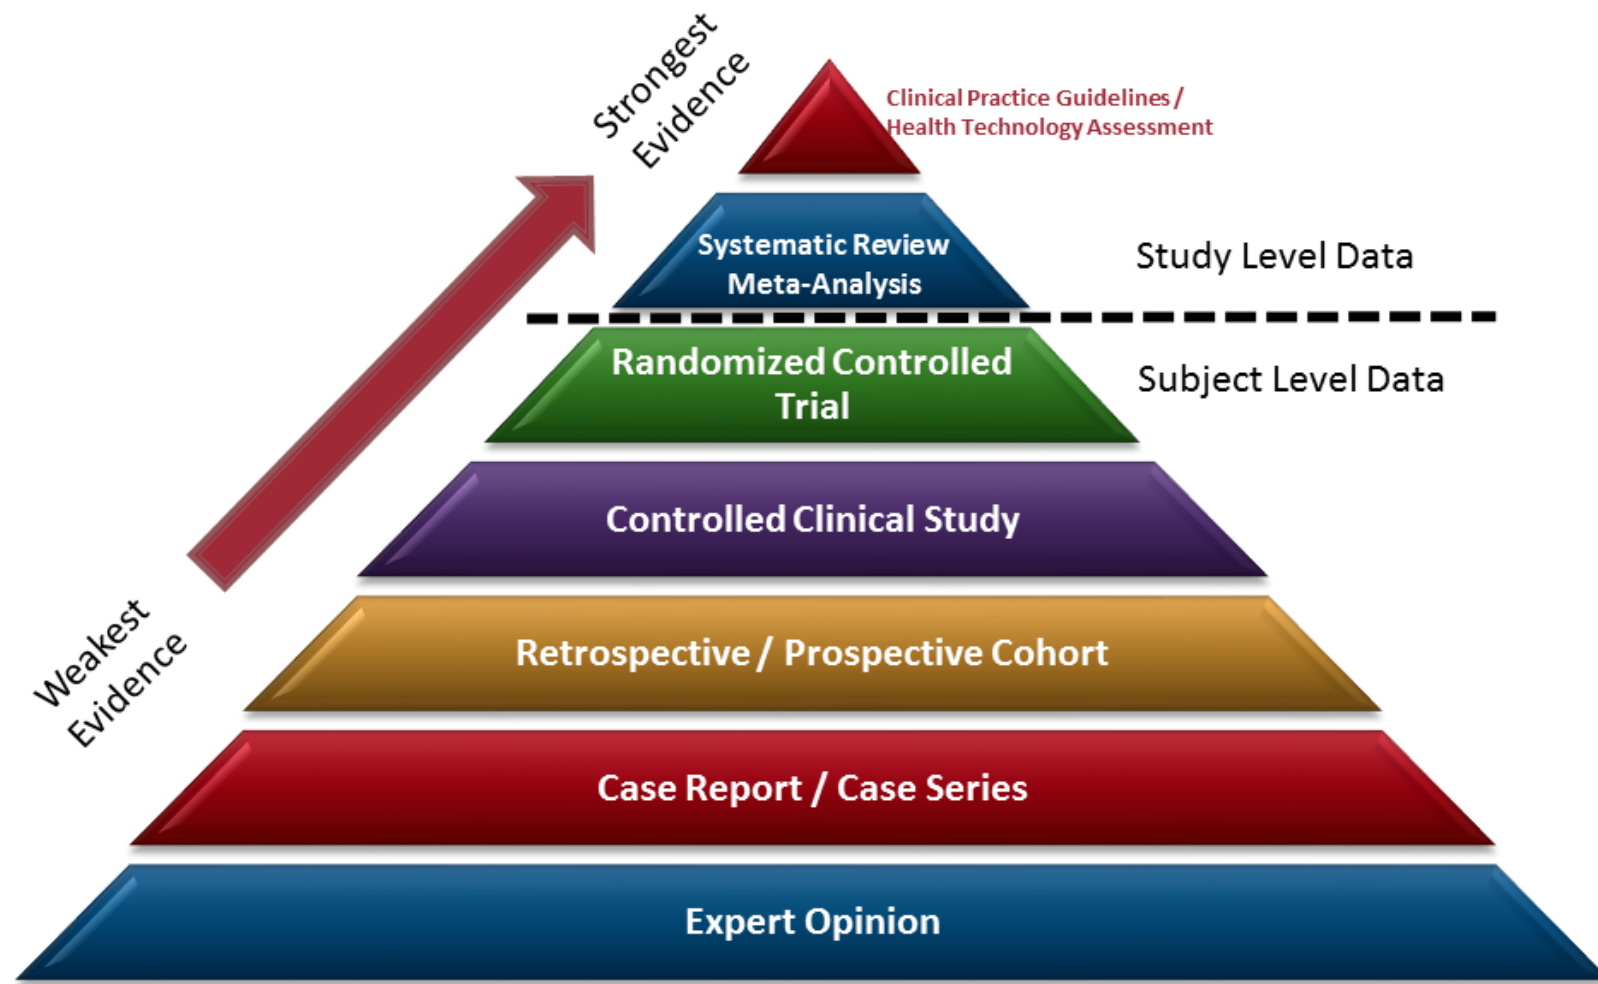 Strongest
Evidence
Clinical Practice Guidelines /
Health Technology Assessment
Systematic Review
Meta-Analysis
Study Level Data
Randomized Controlled
Trial
Subject Level Data
Controlled Clinical Study
Weakest
Evidence
Retrospective / Prospective Cohort
Case Report / Case Series
Expert Opinion